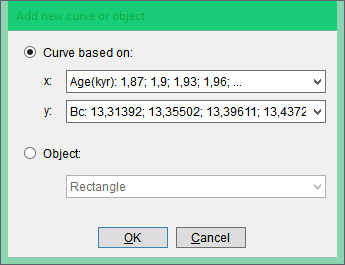 Add new curve or object
Curve based on:
x: Age(kyr): 1,87; 1,9; 1,93; 1,96; ...
y: Bc: 13,31392; 13,35502; 13,39611; 13,4372
Object:
Rectangle
OK Cancel